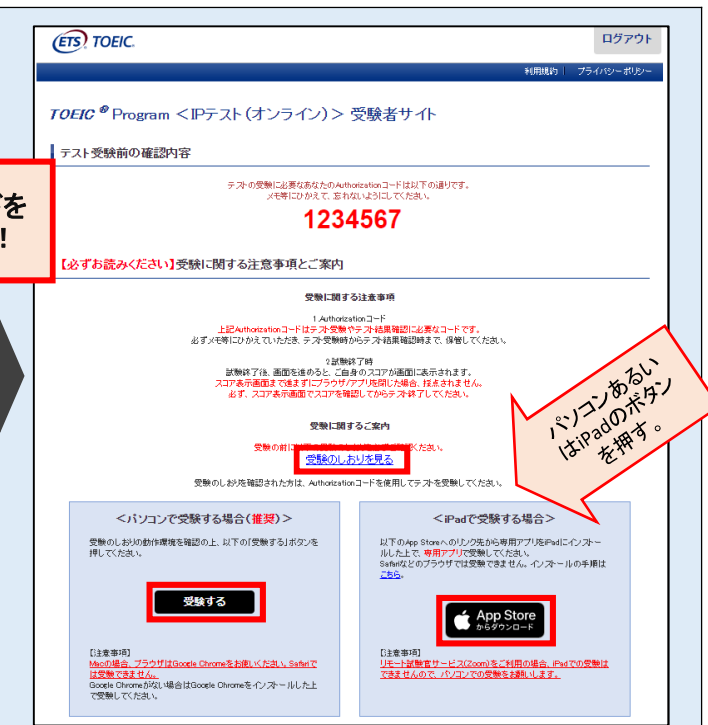 ETS TOEIC.
ログアウト
利用規約 | プライバシーポリシー
TOEIC ® Program ＜IPテスト（オンライン）＞ 受験者サイト
テスト受験前の確認内容
テストの受験に必要なあなたのAuthorizationコードは以下の通りです。
メモ等にひかえて、忘れないようにしてください。
を
!
1234567
【必ずお読みください】受験に関する注意事項とご案内
受験に関する注意事項
1.Authorizationコード
上記Authorizationコードはテスト受験やテスト結果確認に必要なコードです。
必ずメモ等にひかえていただき、テスト受験時からテスト結果確認時まで、保管してください。
2.試験終了時
試験終了後、画面を進めると、ご自身のスコアが画面に表示されます。
スコア表示画面まで進まずにブラウザ/アプリを閉じた場合、採点されません。
必ず、スコア表示画面でスコアを確認してからテスト終了してください。
パソコンあるい
はiPadのボタン
を押す。
受験に関するご案内
受験の前に ください。
受験のしおりを見る
受験のしおりを確認された方は、Authorizationコードを使用してテストを受験してください。
＜パソコンで受験する場合（推奨）＞
受験のしおりの動作環境を確認の上、以下の「受験する」ボタンを
押してください。
受験する
【注意事項】
Macの場合、ブラウザはGoogle Chromeをお使いください。Safariで
は受験できません。
Google Chromeがない場合はGoogle Chromeをインストールした上
で受験してください。
＜iPadで受験する場合＞
以下のApp Storeへのリンク先から専用アプリをiPadにインストー
ルした上で、専用アプリで受験してください。
Safariなどのブラウザでは受験できません。インストールの手順は
こちら。
App Store
からダウンロード
【注意事項】
リモート試験官サービス(Zoom)をご利用の場合、iPadでの受験は
できませんので、パソコンでの受験をお願いします。